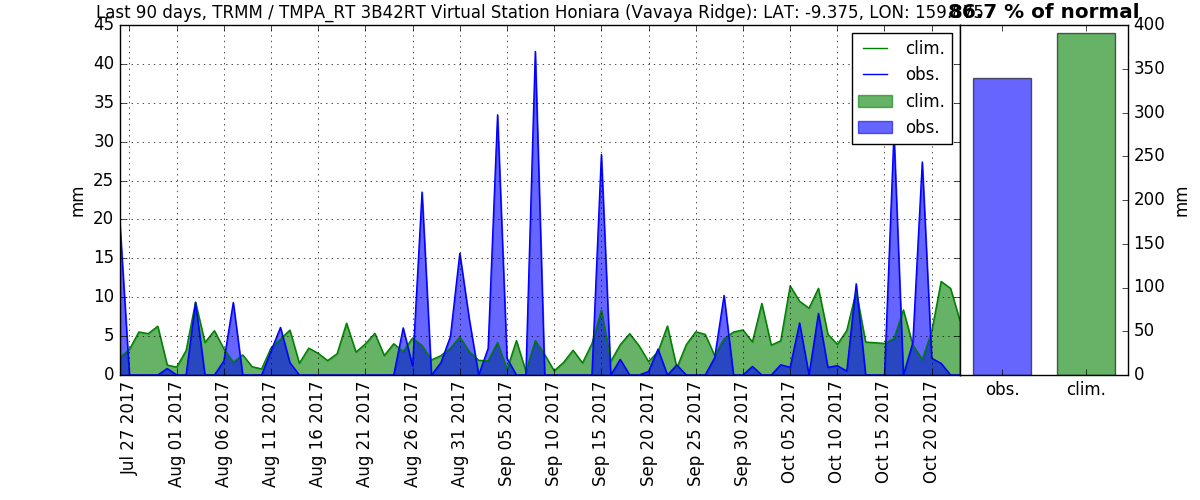 Last 90 days, TRMM / TMPA_RT 3B42RT Virtual Station Honiara (Vavaya Ridge): LAT: -9.375, LON: 159.875
86.7 % of normal
45
40
35
30
25
20
15
10
5
0
mm
clim.
obs.
clim.
obs.
Jul 27 2017
Aug 01 2017
Aug 06 2017
Aug 11 2017
Aug 16 2017
Aug 21 2017
Aug 26 2017
Aug 31 2017
Sep 05 2017
Sep 10 2017
Sep 15 2017
Sep 20 2017
Sep 25 2017
Sep 30 2017
Oct 05 2017
Oct 10 2017
Oct 15 2017
Oct 20 2017
400
350
300
250
200
150
100
50
0
mm
obs. clim.